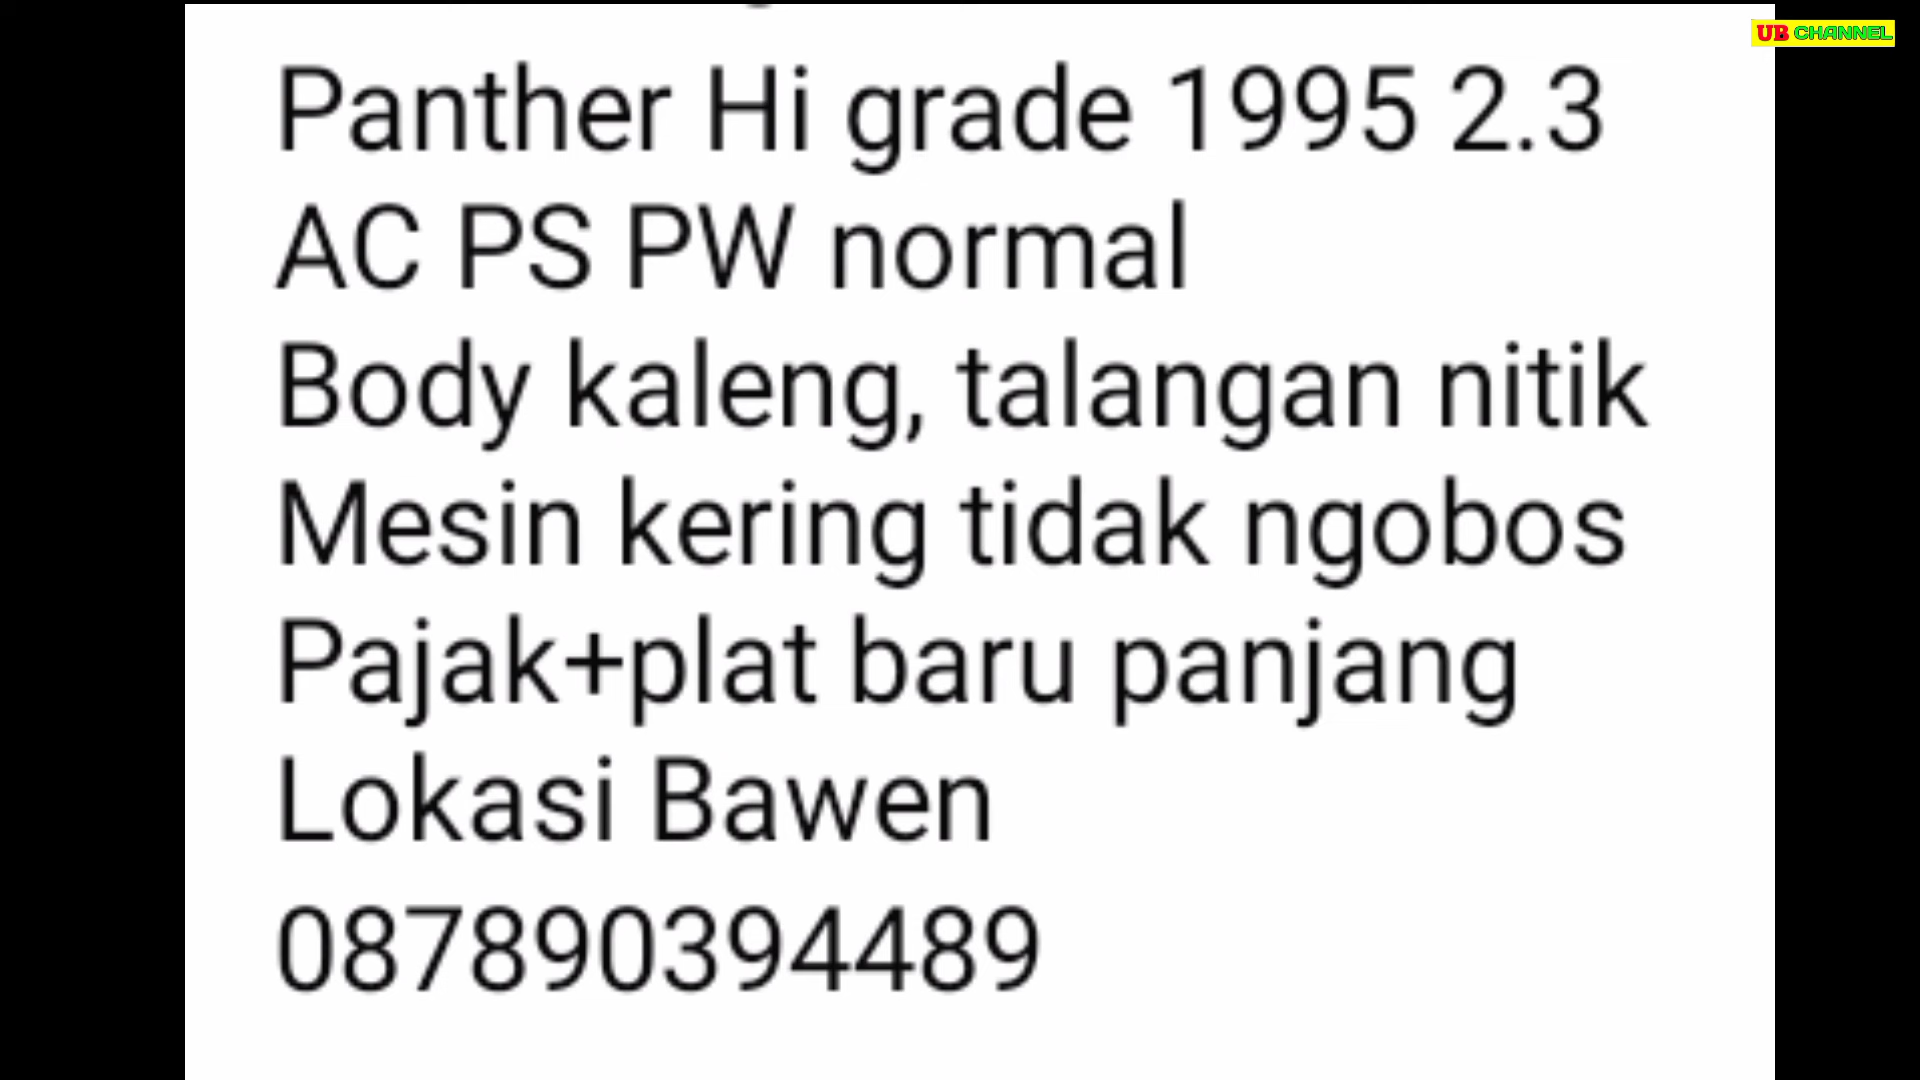 UB CHANNEL
Panther Hi grade 1995 2.3
AC PS PW normal
Body kaleng, talangan nitik
Mesin kering tidak ngobos
Pajak+plat baru panjang
Lokasi Bawen
087890394489